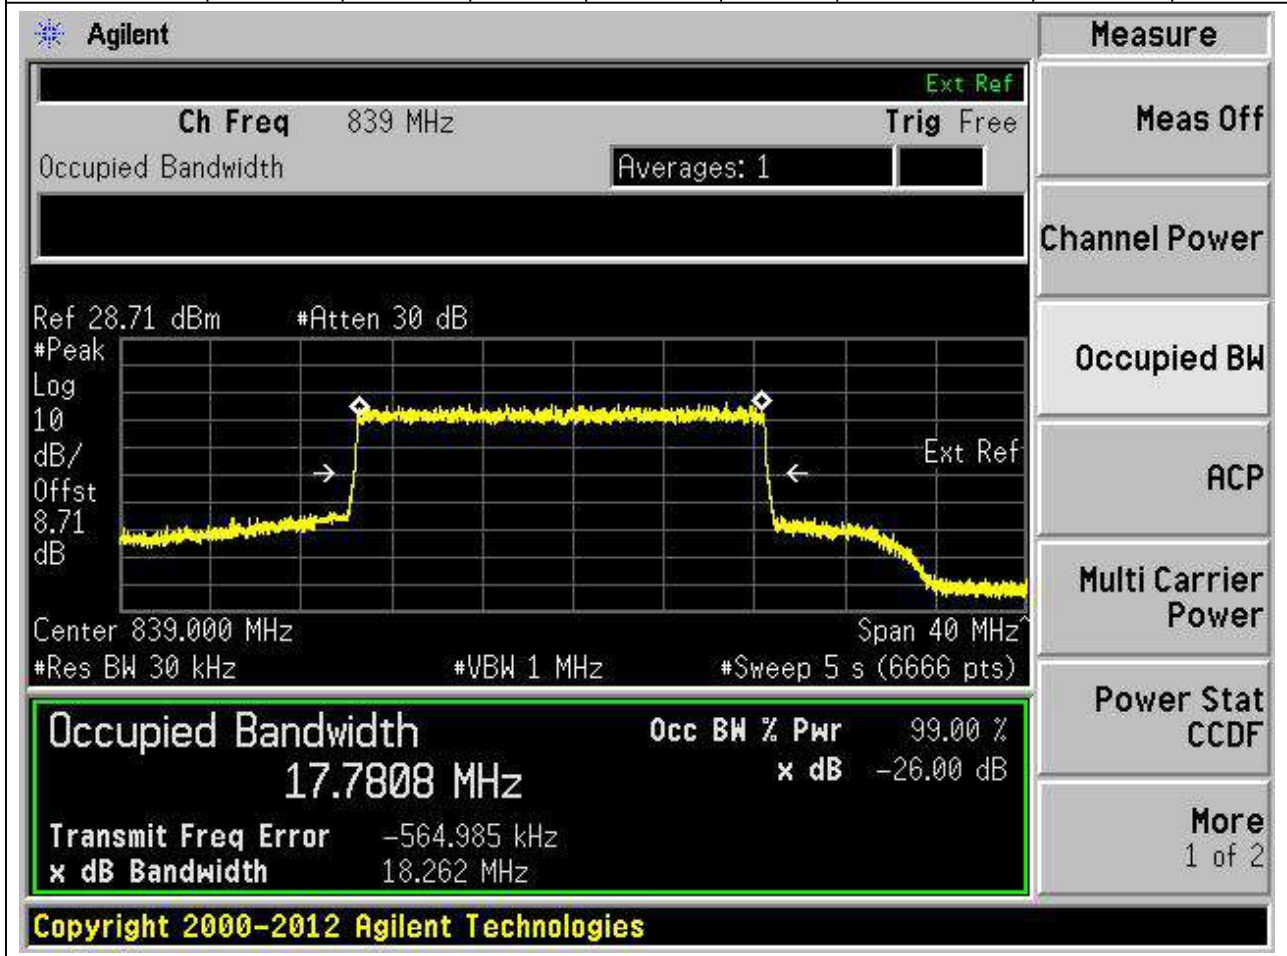 Agilent
Measure
Ext Ref
Ch Freq 839 MHz Trig Free
Meas Off
Occupied Bandwidth Averages: 1
Channel Power
Ref 28.71 dBm #Atten 30 dB
#Peak
Log
10
dB/
Offst
8.71
dB
Ext Ref
Occupied BW
ACP
Center 839.000 MHz Span 40 MHz^
#Res BW 30 kHz #VBW 1 MHz #Sweep 5 s (6666 pts)
Multi Carrier
Power
Occupied Bandwidth Occ BW % Pwr 99.00 %
17.7808 MHz x dB -26.00 dB
Transmit Freq Error -564.985 kHz
x dB Bandwidth 18.262 MHz
Power Stat
CCDF
More
1 of 2
Copyright 2000-2012 Agilent Technologies